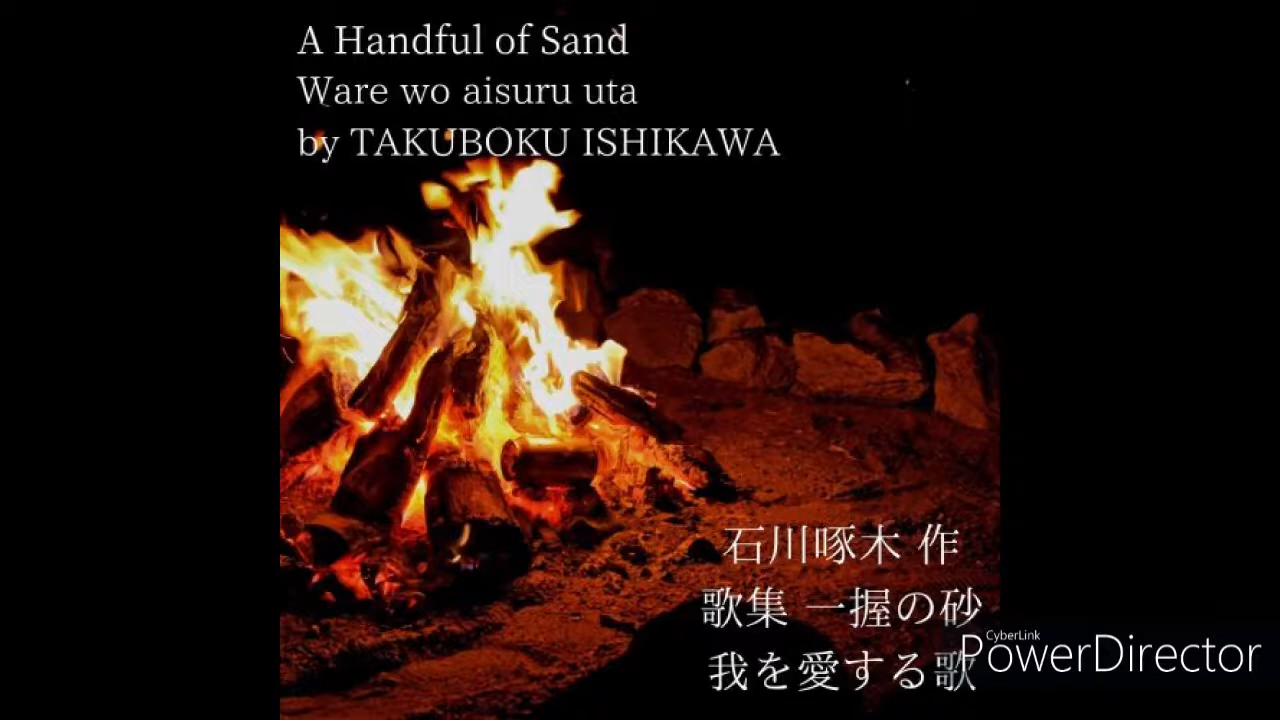 A Handful of Sand
Ware wo aisuru uta
by TAKUBOKU ISHIKAWA
石川啄木 作
歌集 一握の砂
我を愛する歌
CyberLink
PowerDirector